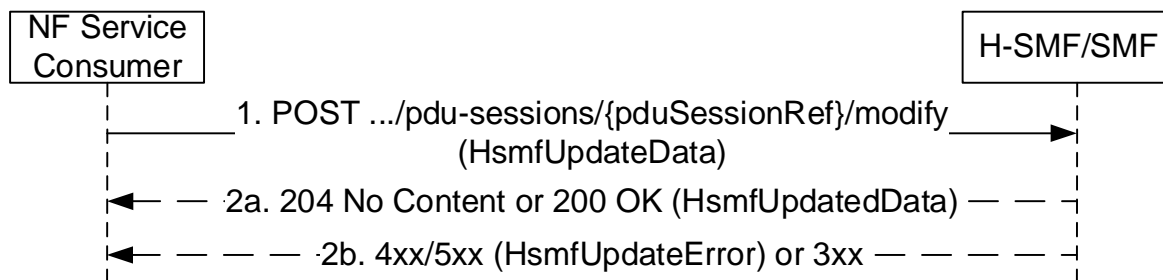 NF Service
Consumer
H-SMF/SMF
1. POST .../pdu-sessions/{pduSessionRef}/modify
(HsmfUpdateData)
2a. 204 No Content or 200 OK (HsmfUpdatedData)
2b. 4xx/5xx (HsmfUpdateError) or 3xx